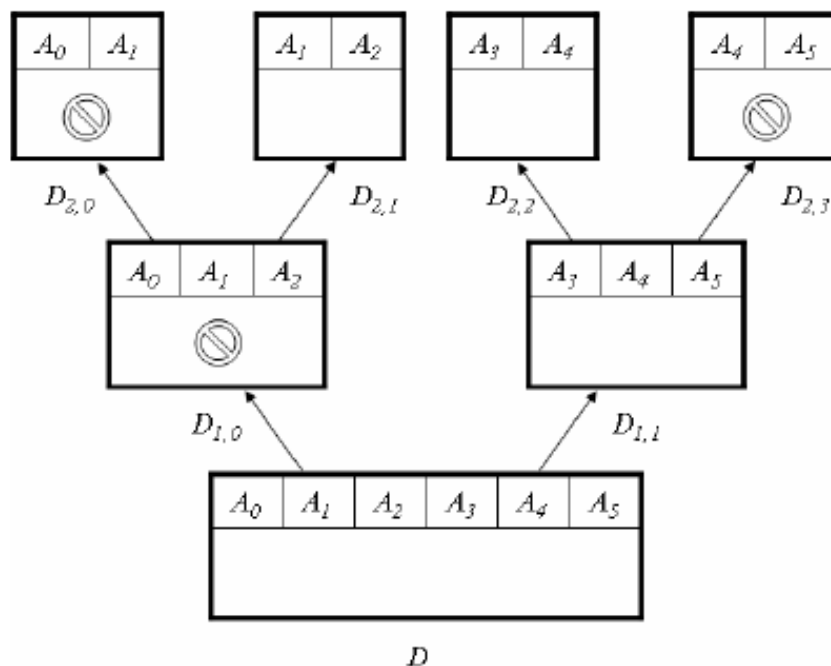 A0 A1 A1 A2 A3 A4 A4 A5
D2,0 D2,1 D2,2 D2,3
A0 A1 A2 A3 A4 A5
D1,0 D1,1
A0 A1 A2 A3 A4 A5
D